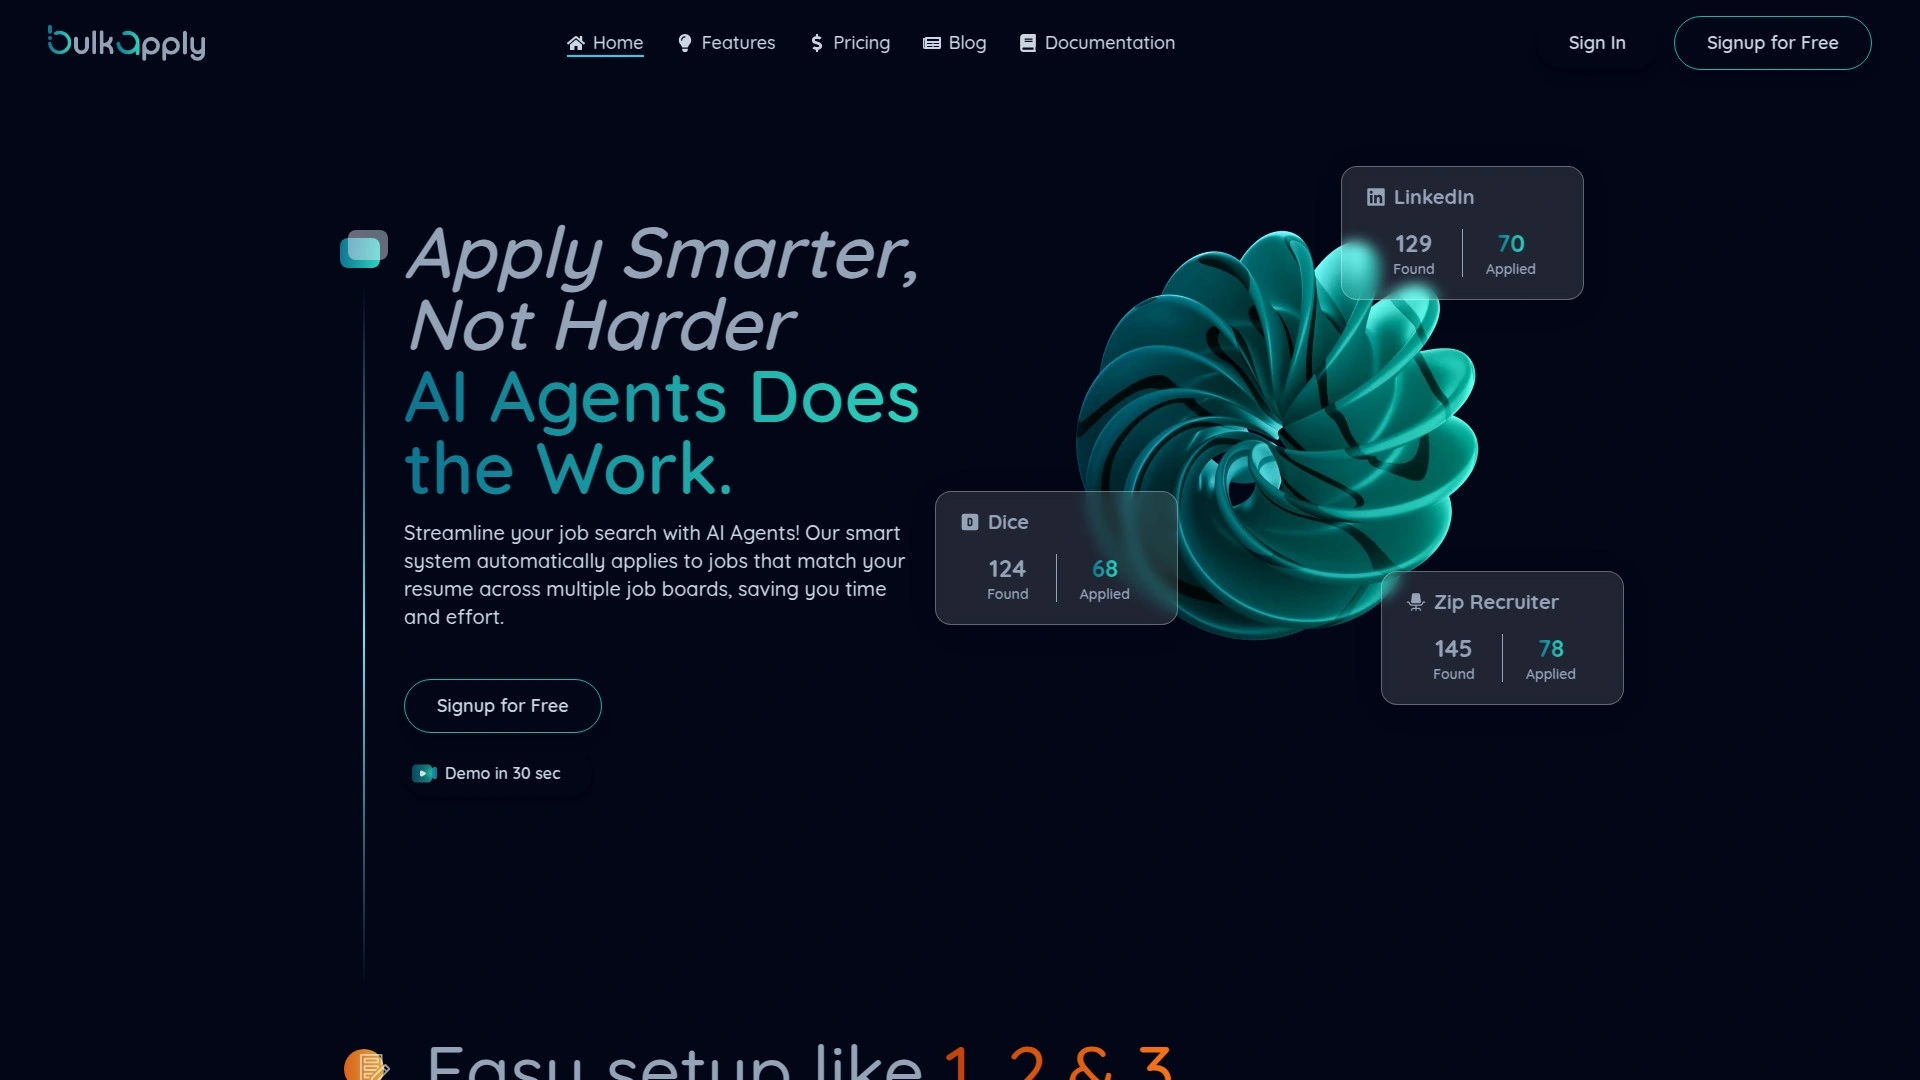 bulkapply
Home
Features
Pricing
Blog
Documentation
Sign In
Signup for Free
Apply Smarter,
Not Harder
AI Agents Does
the Work.
Streamline your job search with AI Agents! Our smart
system automatically applies to jobs that match your
resume across multiple job boards, saving you time
and effort.
Signup for Free
Demo in 30 sec
LinkedIn
129 70
Found Applied
D Dice
124 68
Found Applied
Zip Recruiter
145 78
Found Applied
Easy setup like 1, 2 & 3